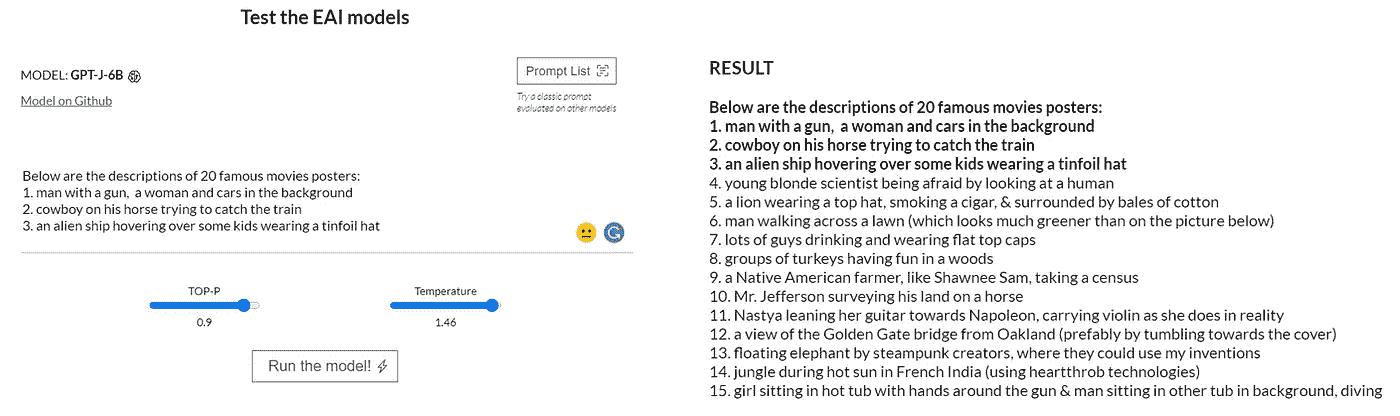 Test the EAI models
MODEL: GPT-J-6B
Model on Github
Prompt List
Try a classic prompt
evaluated on other models
Below are the descriptions of 20 famous movies posters:
1. man with a gun, a woman and cars in the background
2. cowboy on his horse trying to catch the train
3. an alien ship hovering over some kids wearing a tinfoil hat
TOP-P
0.9
Temperature
1.46
Run the model!
RESULT
Below are the descriptions of 20 famous movies posters:
1. man with a gun, a woman and cars in the background
2. cowboy on his horse trying to catch the train
3. an alien ship hovering over some kids wearing a tinfoil hat
4. young blonde scientist being afraid by looking at a human
5. a lion wearing a top hat, smoking a cigar, & surrounded by bales of cotton
6. man walking across a lawn (which looks much greener than on the picture below)
7. lots of guys drinking and wearing flat top caps
8. groups of turkeys having fun in a woods
9. a Native American farmer, like Shawnee Sam, taking a census
10. Mr. Jefferson surveying his land on a horse
11. Nastya leaning her guitar towards Napoleon, carrying violin as she does in reality
12. a view of the Golden Gate bridge from Oakland (prefably by tumbling towards the cover)
13. floating elephant by steampunk creators, where they could use my inventions
14. jungle during hot sun in French India (using heartthrob technologies)
15. girl sitting in hot tub with hands around the gun & man sitting in other tub in background, diving